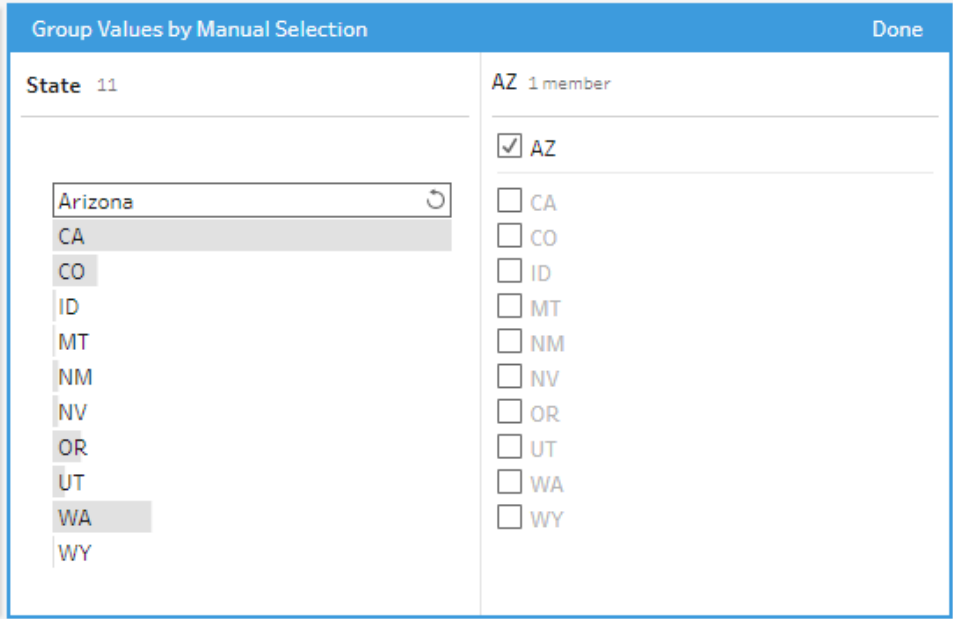 Group Values by Manual Selection Done
State 11
AZ 1 member
Arizona
CA
CO
ID
MT
NM
NV
OR
UT
WA
WY
AZ
CA
CO
ID
MT
NM
NV
OR
UT
WA
WY